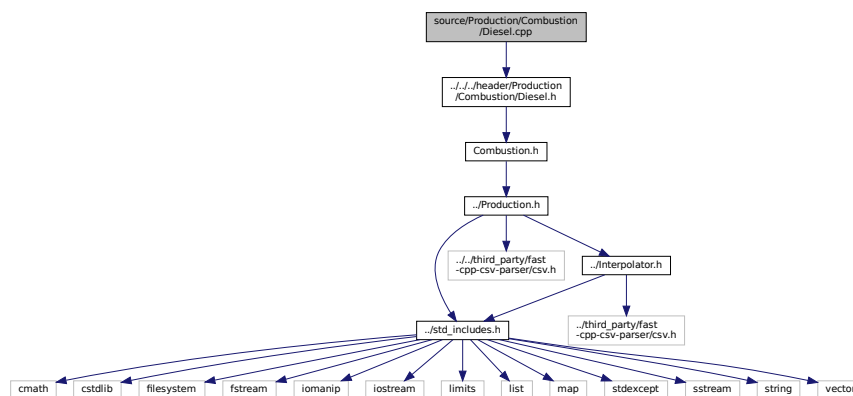 source/Production/Combustion
/Diesel.cpp
../../../header/Production
/Combustion/Diesel.h
Combustion.h
../Production.h
../../third_party/fast
-cpp-csv-parser/csv.h
../Interpolator.h
../std_includes.h
../third_party/fast
-cpp-csv-parser/csv.h
cmath
cstdlib
filesystem
fstream
iomanip
iostream
limits
list
map
stdexcept
sstream
string
vector